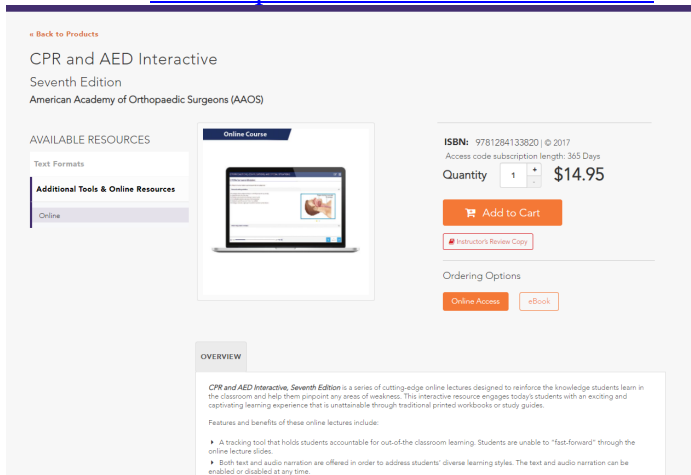 « Back to Products
CPR and AED Interactive
Seventh Edition
American Academy of Orthopaedic Surgeons (AAOS)
AVAILABLE RESOURCES
Text Formats
Additional Tools & Online Resources
Online
Online Course
ISBN: 9781284133820 | © 2017
Access code subscription length: 365 Days
Quantity 1 + - $14.95
Add to Cart
Instructor's Review Copy
Ordering Options
Online Access eBook
OVERVIEW
CPR and AED Interactive, Seventh Edition is a series of cutting-edge online lectures designed to reinforce the knowledge students learn in
the classroom and help them pinpoint any areas of weakness. This interactive resource engages today's students with an exciting and
captivating learning experience that is unattainable through traditional printed workbooks or study guides.
Features and benefits of these online lectures include:
A tracking tool that holds students accountable for out-of-the classroom learning. Students are unable to "fast-forward" through the
online lecture slides.
Both text and audio narration are offered in order to address students' diverse learning styles. The text and audio narration can be
enabled or disabled at any time.